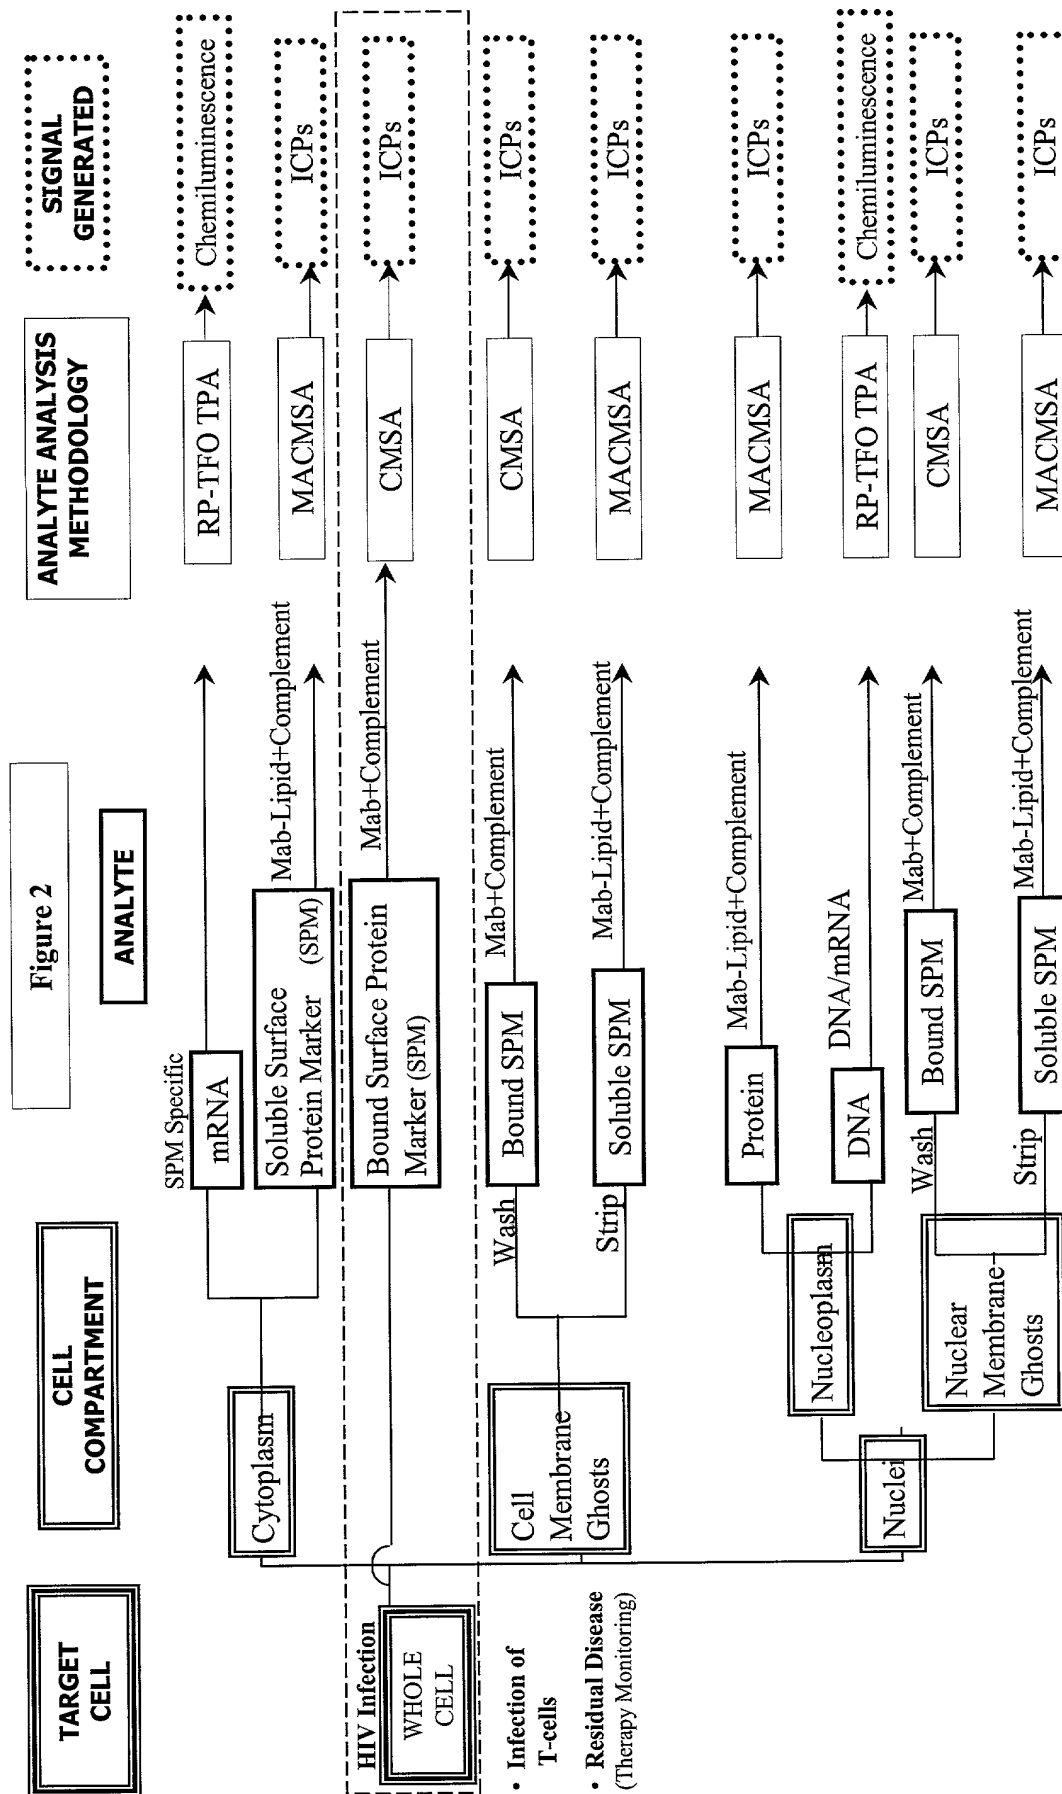 Figure 2
TARGET
CELL
CELL
COMPARTMENT
ANALYTE
ANALYTE ANALYSIS
METHODOLOGY
SIGNAL
GENERATED
Cytoplasm
SPM Specific
mRNA
RP-TFO TPA
Chemiluminescence
Soluble Surface
Protein Marker (SPM)
Mab-Lipid+Complement
MACMSA
ICPs
HIV Infection
WHOLE
CELL
Bound Surface Protein
Marker (SPM)
Mab+Complement
CMSA
ICPs
• Infection of
T-cells
• Residual Disease
(Therapy Monitoring)
Cell
Membrane
Ghosts
Wash
Bound SPM
Mab+Complement
CMSA
ICPs
Strip
Soluble SPM
Mab-Lipid+Complement
MACMSA
ICPs
Nuclei
Nucleoplasm
Protein
Mab-Lipid+Complement
MACMSA
ICPs
DNA
DNA/mRNA
RP-TFO TPA
Chemiluminescence
Nuclear
Membrane
Ghosts
Wash
Bound SPM
Mab+Complement
CMSA
ICPs
Strip
Soluble SPM
Mab-Lipid+Complement
MACMSA
ICPs